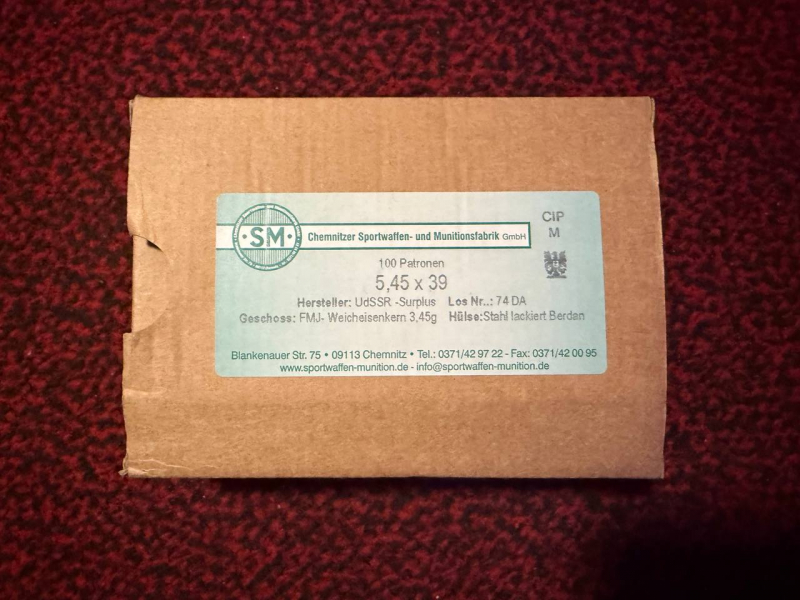 ·SM·
Chemnitzer Sportwaffen- und Munitionsfabrik GmbH
CIP
M
100 Patronen
5,45 x 39
Hersteller: UdSSR -Surplus Los Nr..: 74 DA
Geschoss: FMJ- Weicheisenkern 3,45g Hülse:Stahl lackiert Berdan
Blankenauer Str. 75 • 09113 Chemnitz • Tel.: 0371/42 97 22 - Fax: 0371/42 00 95
www.sportwaffen-munition.de - info@sportwaffen-munition.de